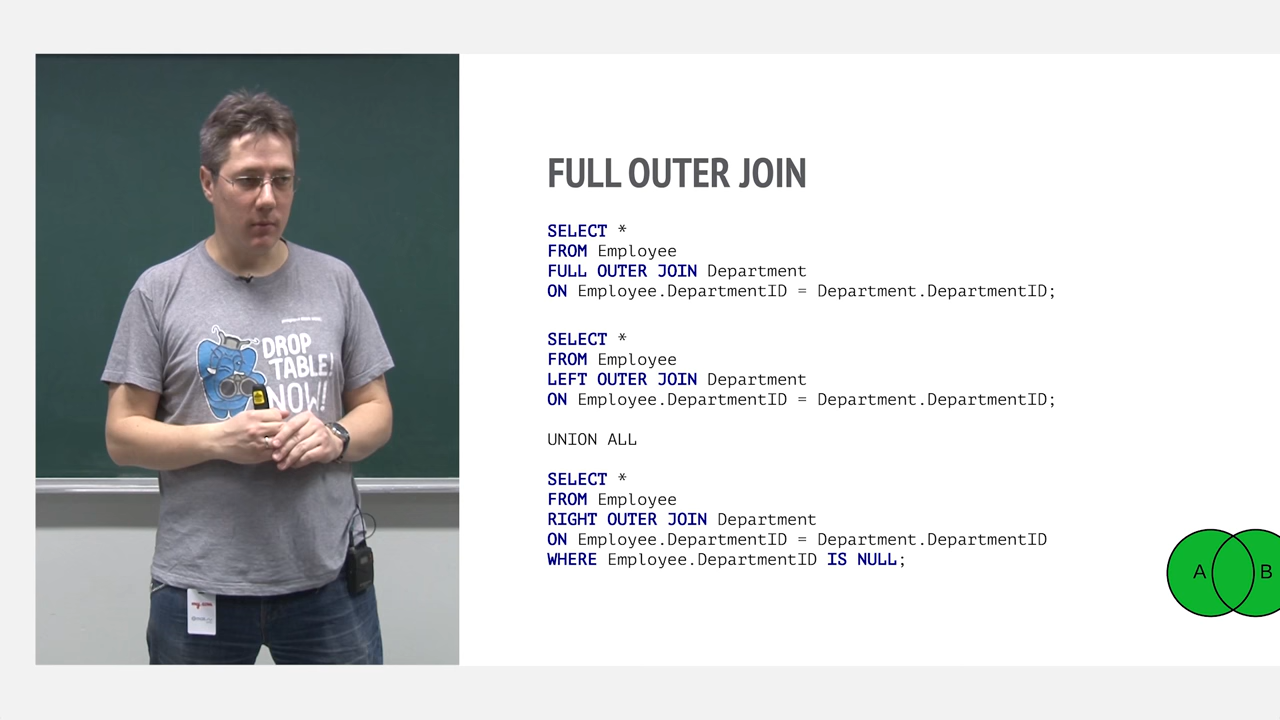 FULL OUTER JOIN
SELECT *
FROM Employee
FULL OUTER JOIN Department
ON Employee.DepartmentID = Department.DepartmentID;
SELECT *
FROM Employee
LEFT OUTER JOIN Department
ON Employee.DepartmentID = Department.DepartmentID;
UNION ALL
SELECT *
FROM Employee
RIGHT OUTER JOIN Department
ON Employee.DepartmentID = Department.DepartmentID
WHERE Employee.DepartmentID IS NULL;
A B
DROP
TABLE!
NOW!